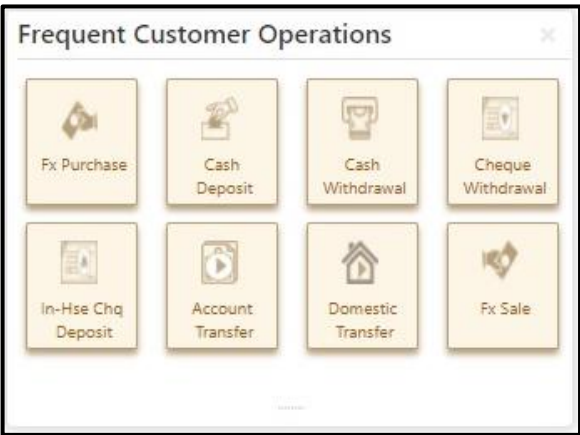 Frequent Customer Operations
Fx Purchase
Cash
Deposit
Cash
Withdrawal
Cheque
Withdrawal
In-Hse Chq
Deposit
Account
Transfer
Domestic
Transfer
Fx Sale